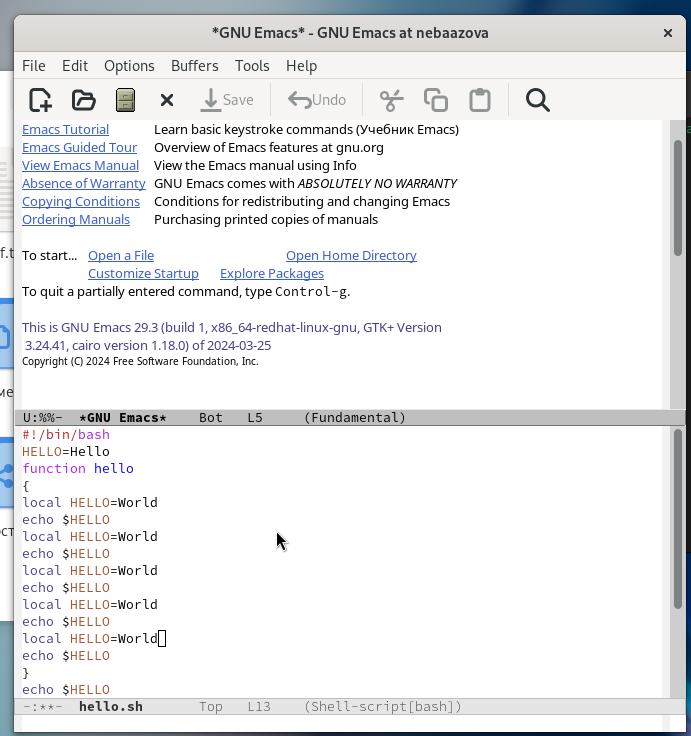 *GNU Emacs* - GNU Emacs at nebaazova
File Edit Options Buffers Tools Help
Save Undo
Emacs Tutorial Learn basic keystroke commands (Учебник Emacs)
Emacs Guided Tour Overview of Emacs features at gnu.org
View Emacs Manual View the Emacs manual using Info
Absence of Warranty GNU Emacs comes with ABSOLUTELY NO WARRANTY
Copying Conditions Conditions for redistributing and changing Emacs
Ordering Manuals Purchasing printed copies of manuals
To start... Open a File Open Home Directory
Customize Startup Explore Packages
To quit a partially entered command, type Control-g.
This is GNU Emacs 29.3 (build 1, x86_64-redhat-linux-gnu, GTK+ Version
3.24.41, cairo version 1.18.0) of 2024-03-25
Copyright (C) 2024 Free Software Foundation, Inc.
U:%%- *GNU Emacs* Bot L5 (Fundamental)
#!/bin/bash
HELLO=Hello
function hello
{
local HELLO=World
echo $HELLO
local HELLO=World
echo $HELLO
local HELLO=World
echo $HELLO
local HELLO=World
echo $HELLO
local HELLO=World
echo $HELLO
}
echo $HELLO
-:**- hello.sh Top L13 (Shell-script[bash])